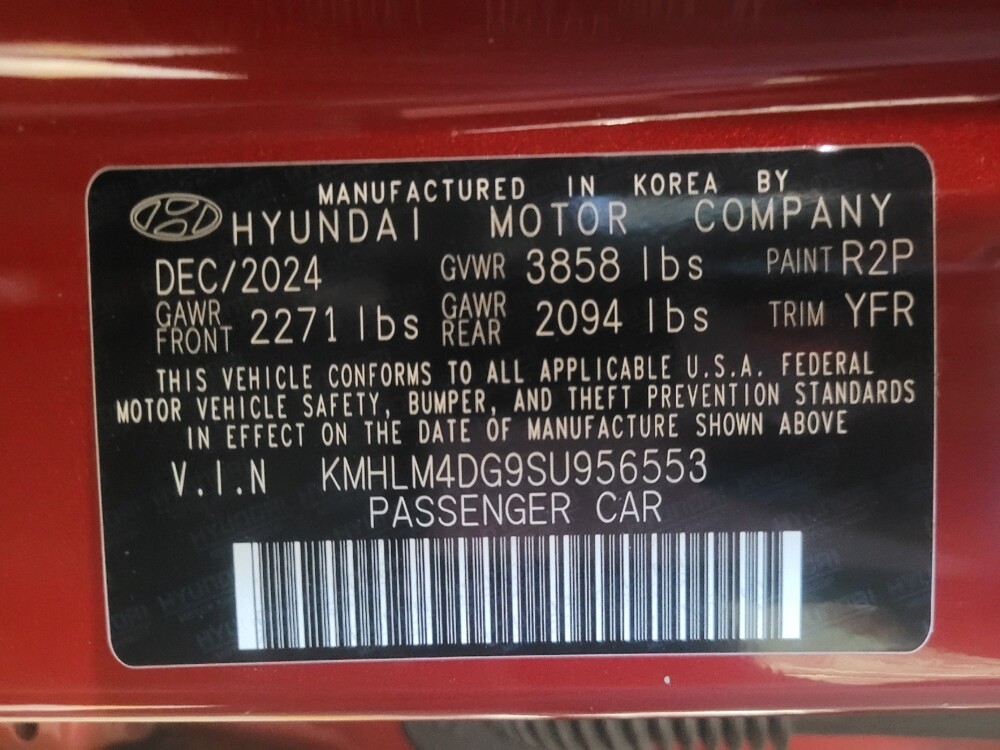 MANUFACTURED IN KOREA BY
HYUNDAI MOTOR COMPANY
DEC/2024 GVWR 3858 lbs PAINT R2P
GAWR FRONT 2271 lbs GAWR REAR 2094 lbs TRIM YFR
THIS VEHICLE CONFORMS TO ALL APPLICABLE U.S.A. FEDERAL
MOTOR VEHICLE SAFETY, BUMPER, AND THEFT PREVENTION STANDARDS
IN EFFECT ON THE DATE OF MANUFACTURE SHOWN ABOVE
V.I.N KMHLM4DG9SU956553
PASSENGER CAR